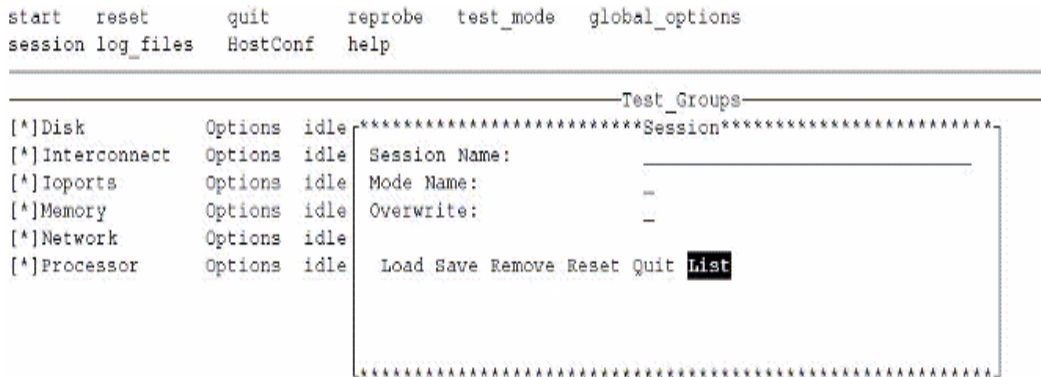 start reset quit reprobe test_mode global_options
session log_files HostConf help
Test_Groups
[*]Disk Options idle
[*]Interconnect Options idle
[*]Ioports Options idle
[*]Memory Options idle
[*]Network Options idle
[*]Processor Options idle
**************************Session*************************
Session Name:
Mode Name:
Overwrite:
Load Save Remove Reset Quit List